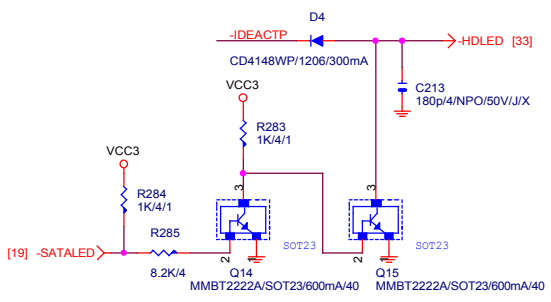 D4
-IDEACTP
-HDLED [33]
CD4148WP/1206/300mA
C213
180p/4/NPO/50V/J/X
VCC3
R283
1K/4/1
VCC3
R284
1K/4/1
3
3
R285
[19] -SATALED
8.2K/4
2
1
SOT23
2
1
SOT23
Q14
Q15
MMBT2222A/SOT23/600mA/40
MMBT2222A/SOT23/600mA/40